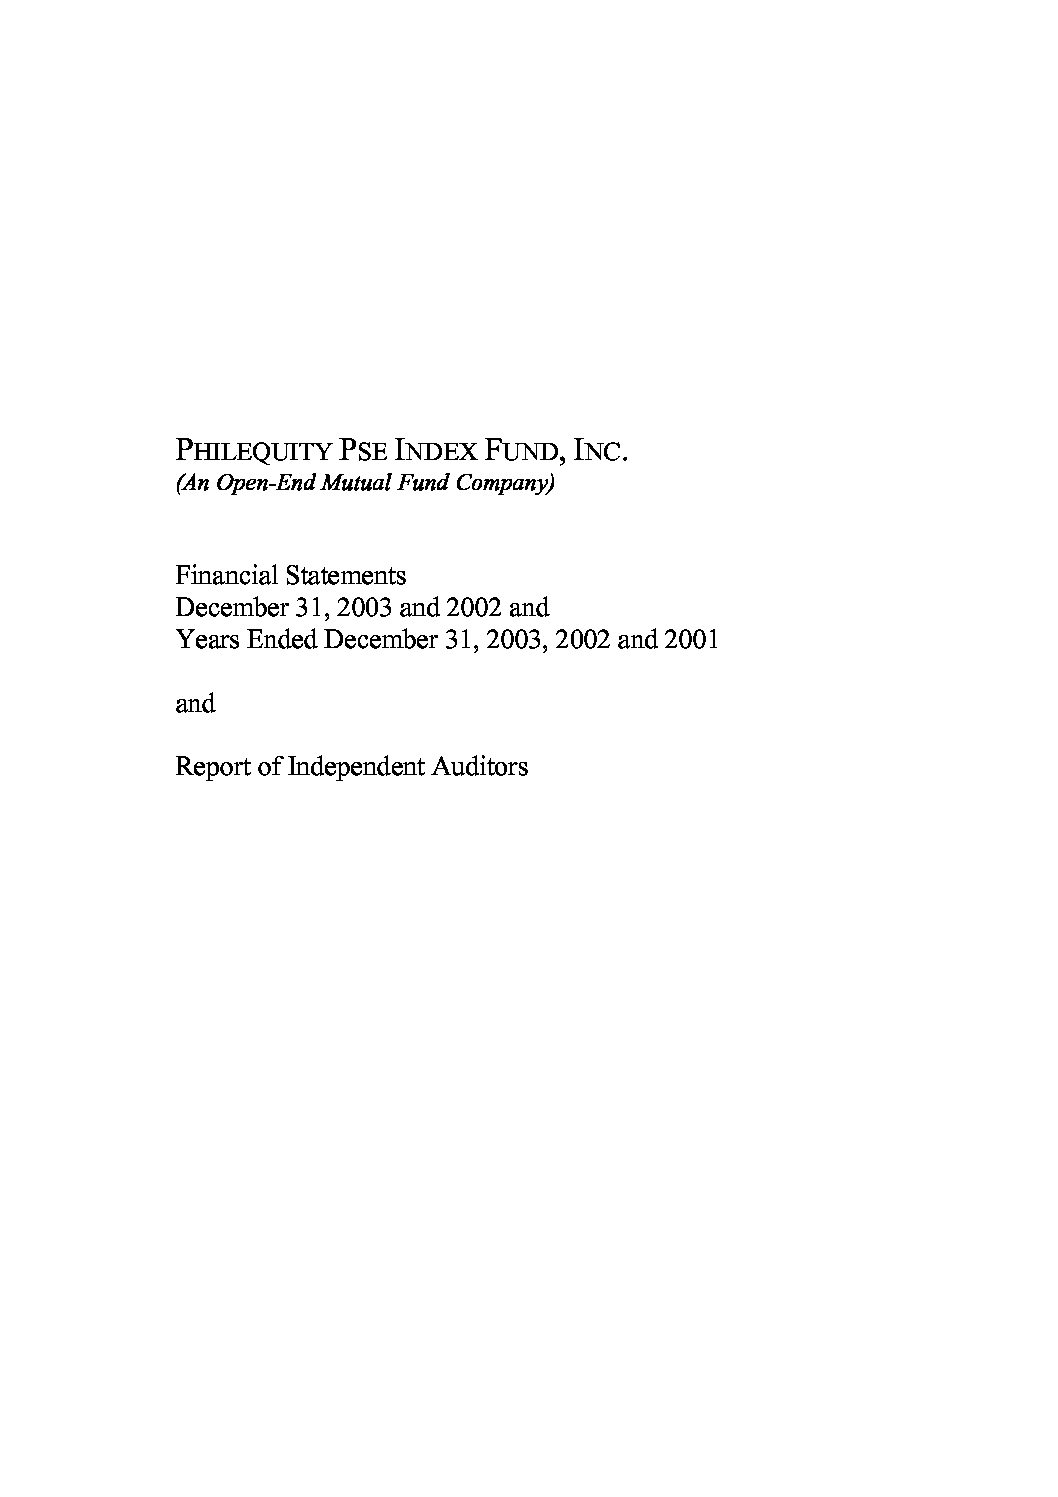 PHILEQUITY PSE INDEX FUND, INC.
(An Open-End Mutual Fund Company)
Financial Statements
December 31, 2003 and 2002 and
Years Ended December 31, 2003, 2002 and 2001
and
Report of Independent Auditors